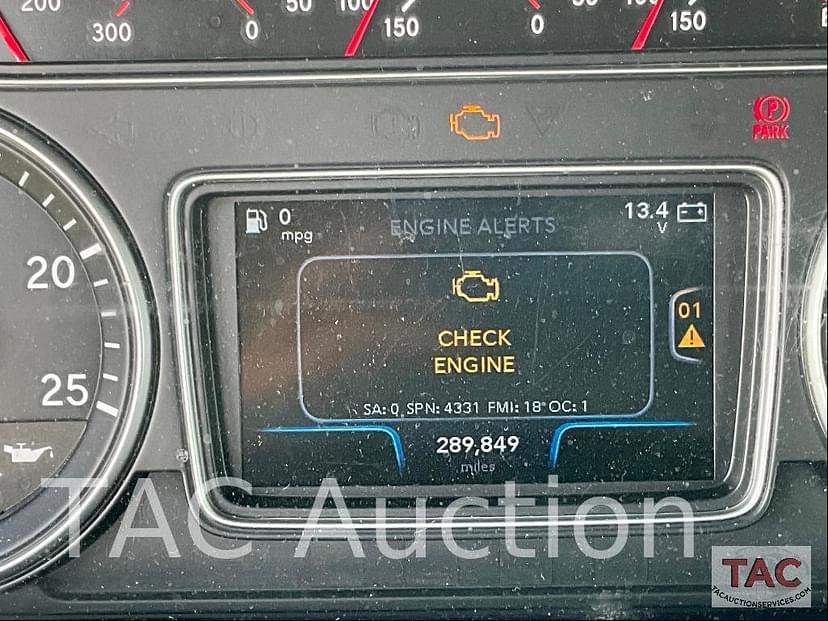 200 300 0 50 100 150 0 50 100 150
PARK
0
mpg
ENGINE ALERTS
13.4
V
20
25
CHECK
ENGINE
01
SA: 0 SPN: 4331 FMI: 18 OC: 1
289,849
miles
TAC Auction
TAC
TACAUCTIONSERVICES.COM